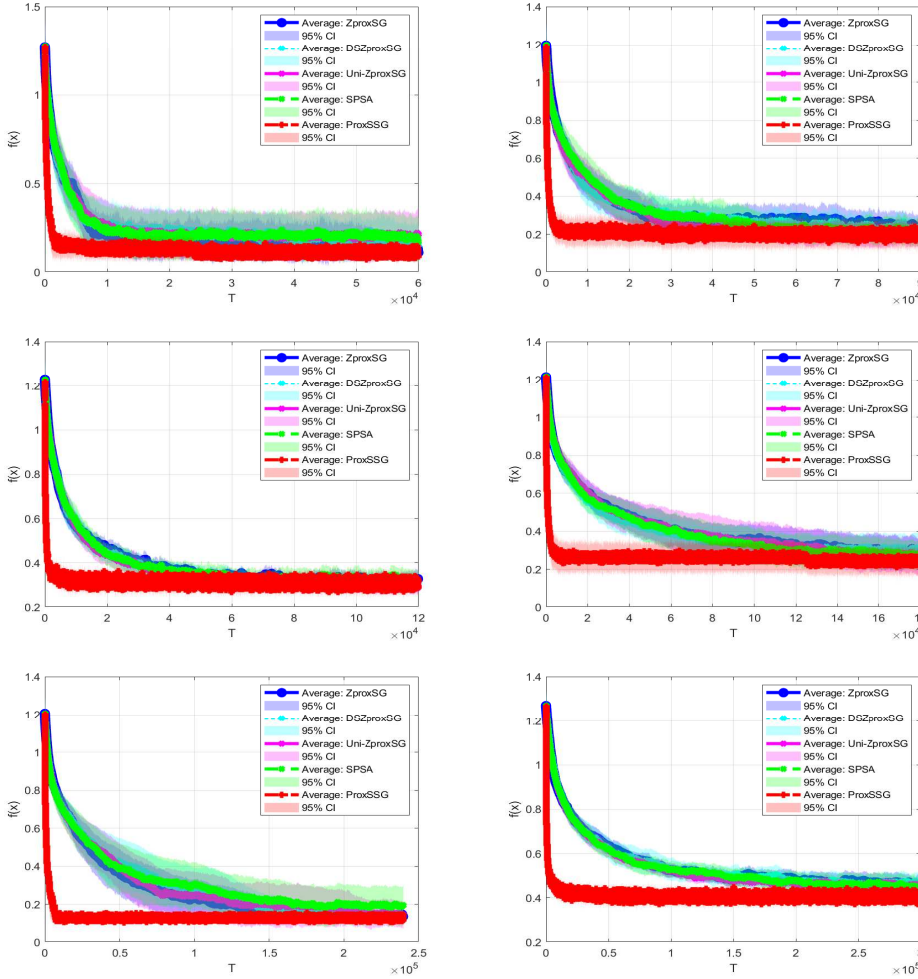 1.5
1
0.5
0
f(x)
0 1 2 3 4 5 6
T
×10⁴
Average: ZproxSG
95% CI
Average: DSZproxSG
95% CI
Average: Uni-ZproxSG
95% CI
Average: SPSA
95% CI
Average: ProxSSG
95% CI
1.4
1.2
1
0.8
0.6
0.4
0.2
0
f(x)
0 1 2 3 4 5 6 7 8 9
T
×10⁴
Average: ZproxSG
95% CI
Average: DSZproxSG
95% CI
Average: Uni-ZproxSG
95% CI
Average: SPSA
95% CI
Average: ProxSSG
95% CI
1.4
1.2
1
0.8
0.6
0.4
0.2
f(x)
0 2 4 6 8 10 12
T
×10⁴
Average: ZproxSG
95% CI
Average: DSZproxSG
95% CI
Average: Uni-ZproxSG
95% CI
Average: SPSA
95% CI
Average: ProxSSG
95% CI
1.4
1.2
1
0.8
0.6
0.4
0.2
0
f(x)
0 2 4 6 8 10 12 14 16
T
×10⁴
Average: ZproxSG
95% CI
Average: DSZproxSG
95% CI
Average: Uni-ZproxSG
95% CI
Average: SPSA
95% CI
Average: ProxSSG
95% CI
1.4
1.2
1
0.8
0.6
0.4
0.2
0
f(x)
0 0.5 1 1.5 2 2.5
T
×10⁵
Average: ZproxSG
95% CI
Average: DSZproxSG
95% CI
Average: Uni-ZproxSG
95% CI
Average: SPSA
95% CI
Average: ProxSSG
95% CI
1.4
1.2
1
0.8
0.6
0.4
0.2
f(x)
0 0.5 1 1.5 2 2.5
T
×10⁵
Average: ZproxSG
95% CI
Average: DSZproxSG
95% CI
Average: Uni-ZproxSG
95% CI
Average: SPSA
95% CI
Average: ProxSSG
95% CI